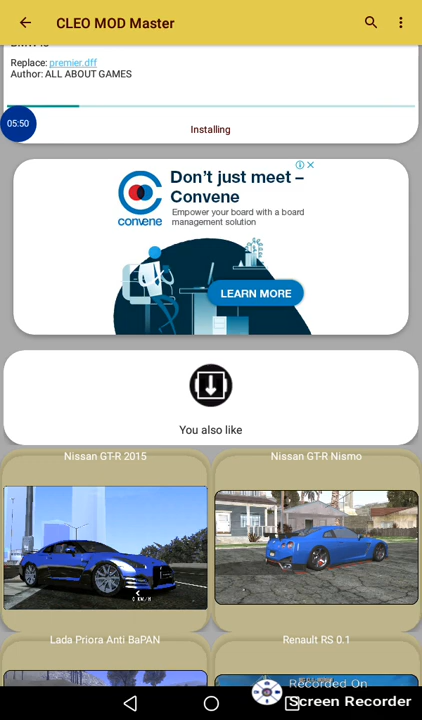 CLEO MOD Master
Replace: premier.dff
Author: ALL ABOUT GAMES
05:50
Installing
Don't just meet –
Convene
Empower your board with a board
management solution
convene
LEARN MORE
You also like
Nissan GT-R 2015
Nissan GT-R Nismo
0 KM/H
Lada Priora Anti BaPAN
Renault RS 0.1
Recorded On
Screen Recorder